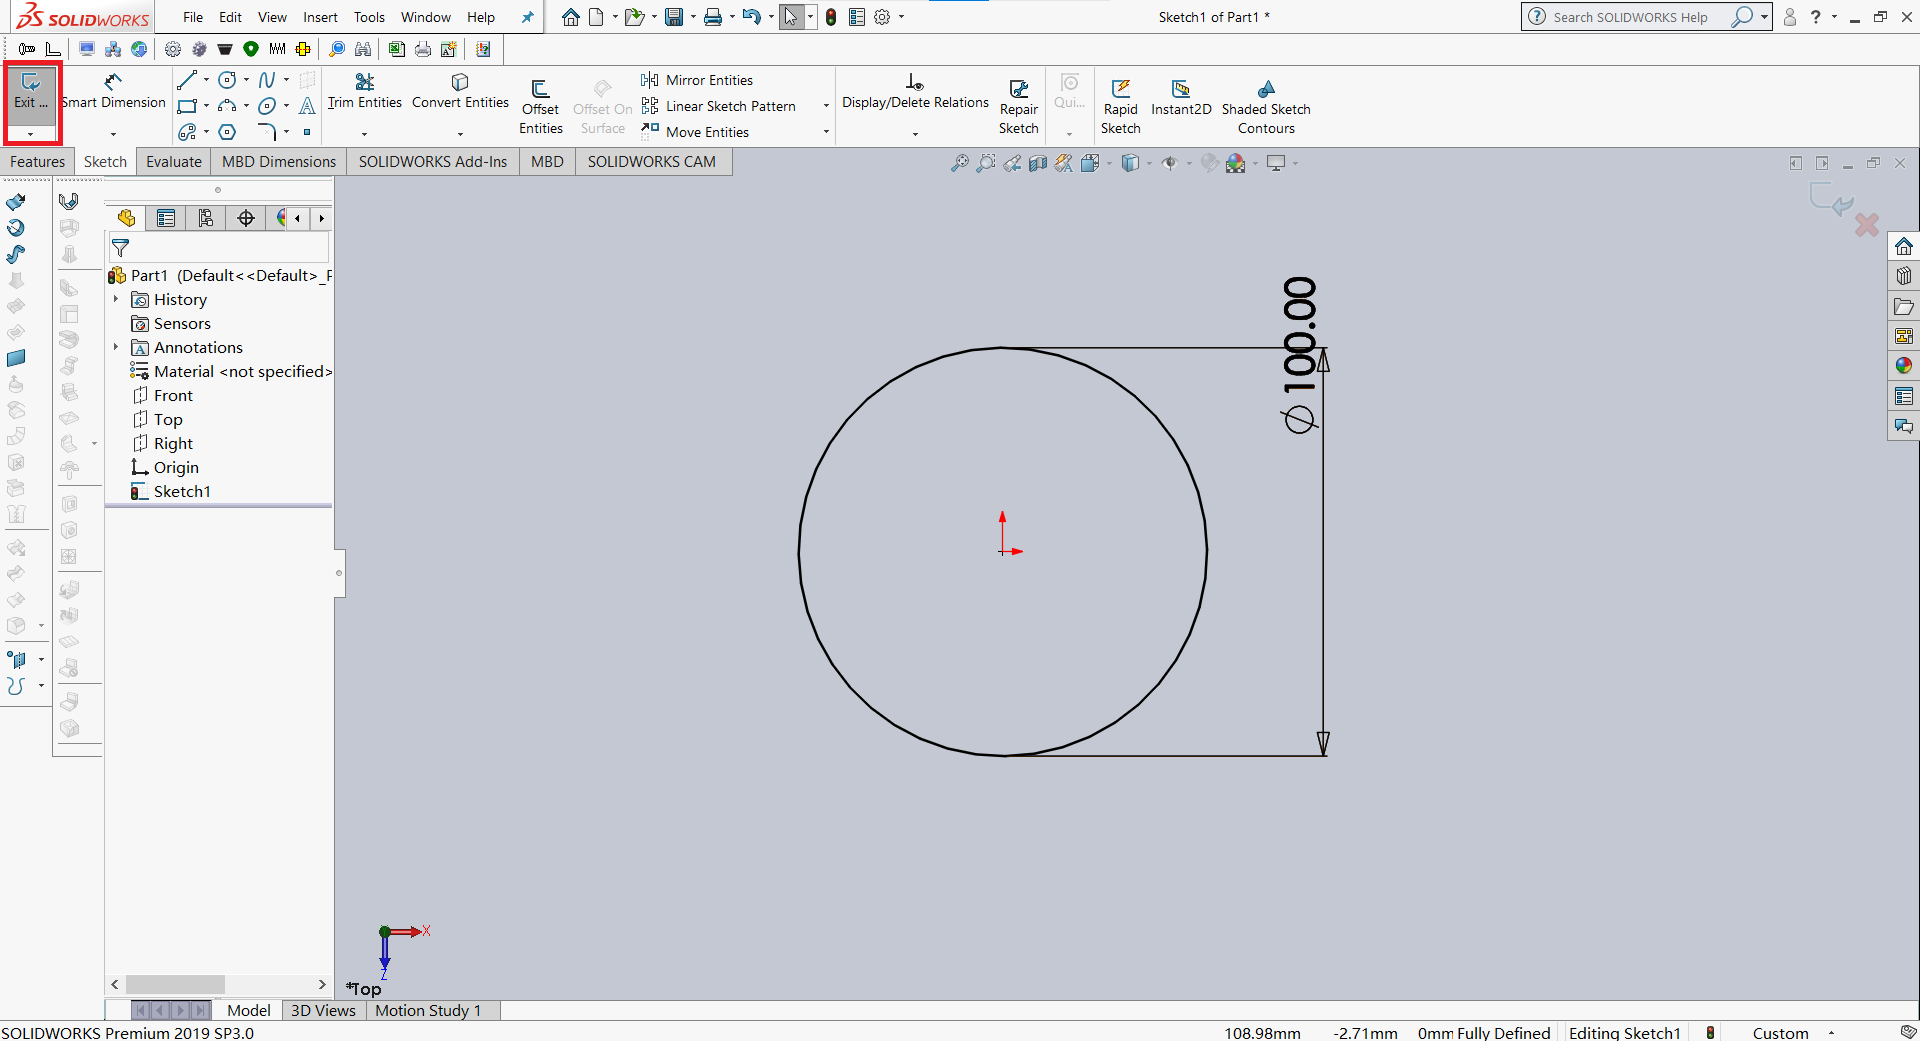 SOLIDWORKS
File Edit View Insert Tools Window Help
Sketch1 of Part1 *
Search SOLIDWORKS Help
Exit ...
Smart Dimension
Trim Entities
Convert Entities
Offset Entities
Offset On Surface
Mirror Entities
Linear Sketch Pattern
Move Entities
Display/Delete Relations
Repair Sketch
Qui...
Rapid Sketch
Instant2D
Shaded Sketch Contours
Features Sketch Evaluate MBD Dimensions SOLIDWORKS Add-Ins MBD SOLIDWORKS CAM
Part1 (Default<<Default>_P
History
Sensors
Annotations
Material <not specified>
Front
Top
Right
Origin
Sketch1
∅ 100.00
X
Z
*Top
Model 3D Views Motion Study 1
SOLIDWORKS Premium 2019 SP3.0
108.98mm -2.71mm 0mm Fully Defined Editing Sketch1 Custom